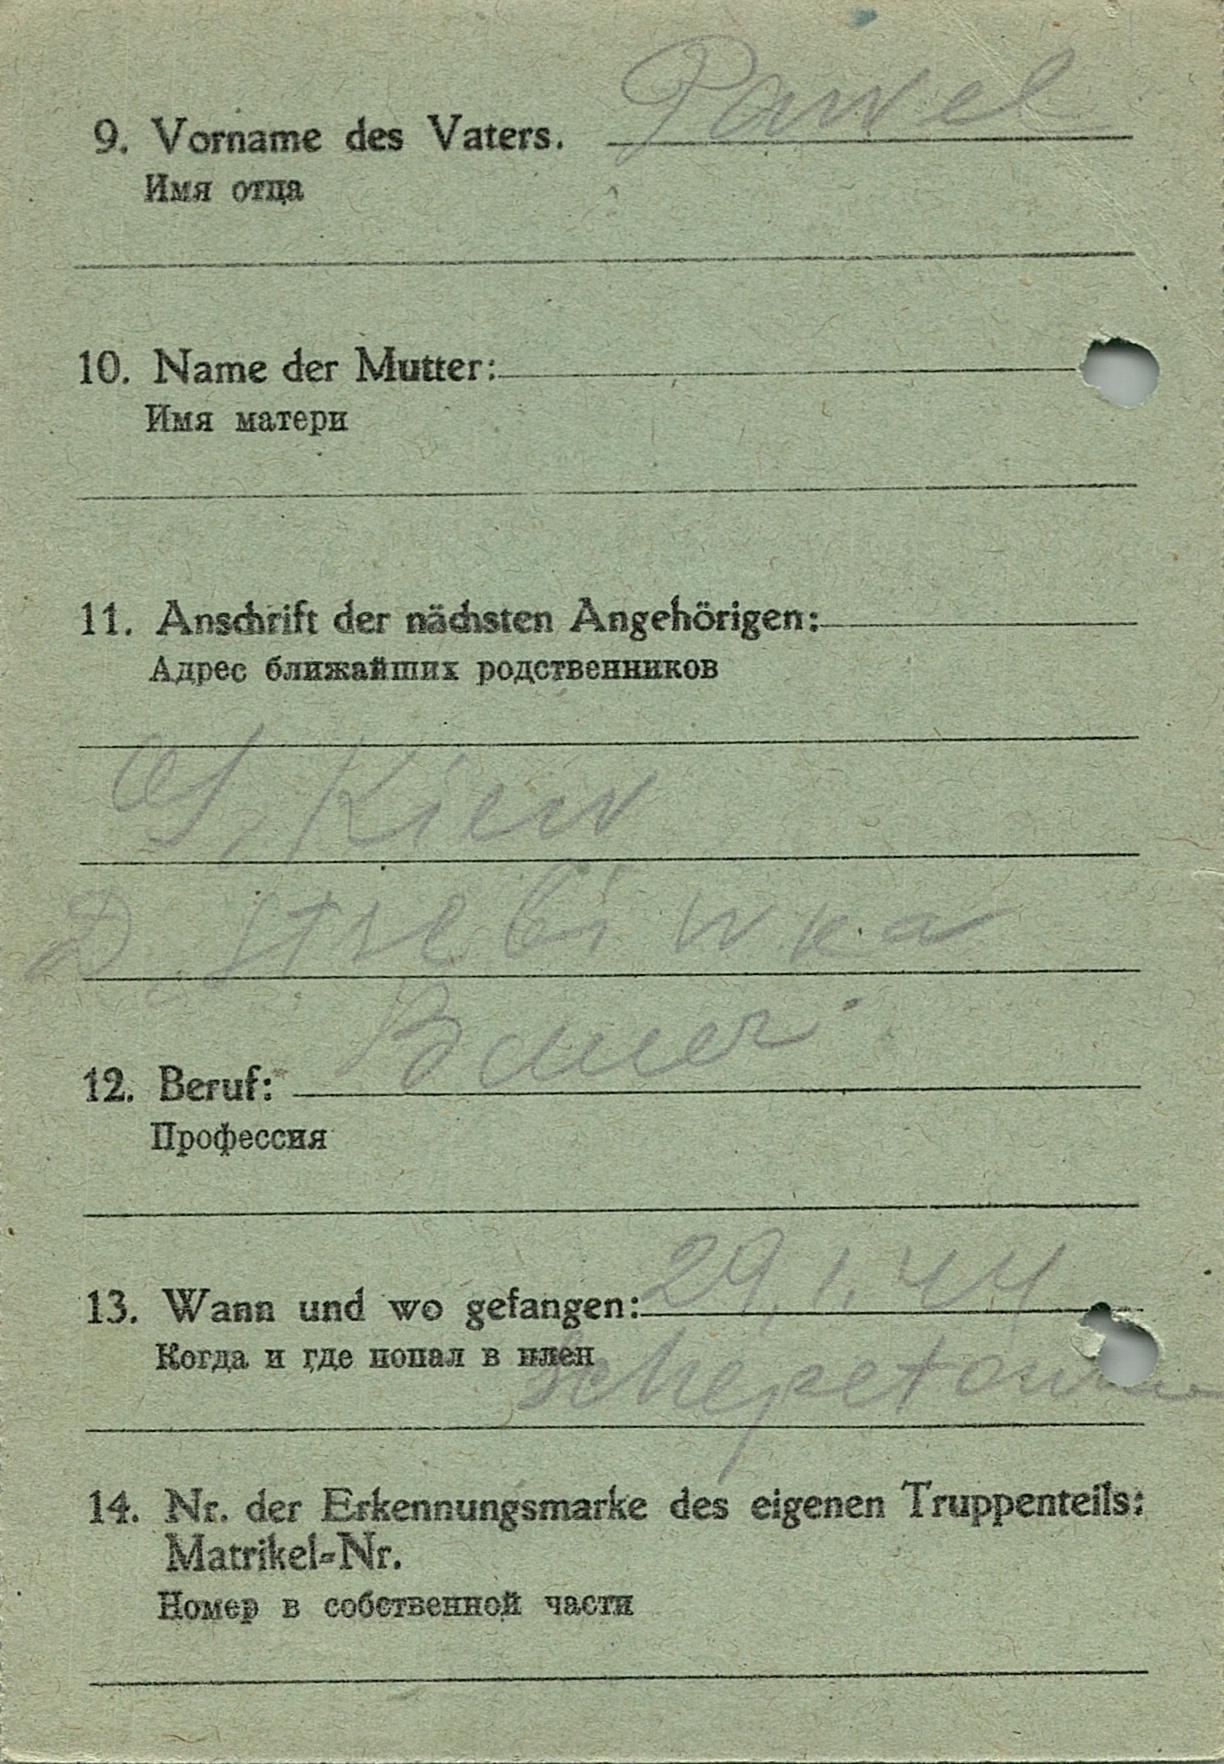 9. Vorname des Vaters. Pawel
Имя отца
10. Name der Mutter:
Имя матери
11. Anschrift der nächsten Angehörigen:
Адрес ближайших родственников
Kiew
D.
12. Beruf: Bauer
Профессия
13. Wann und wo gefangen: 29.1.44
Когда и где попал в плен Schepetowka
14. Nr. der Erkennungsmarke des eigenen Truppenteils:
Matrikel-Nr.
Номер в собственной части